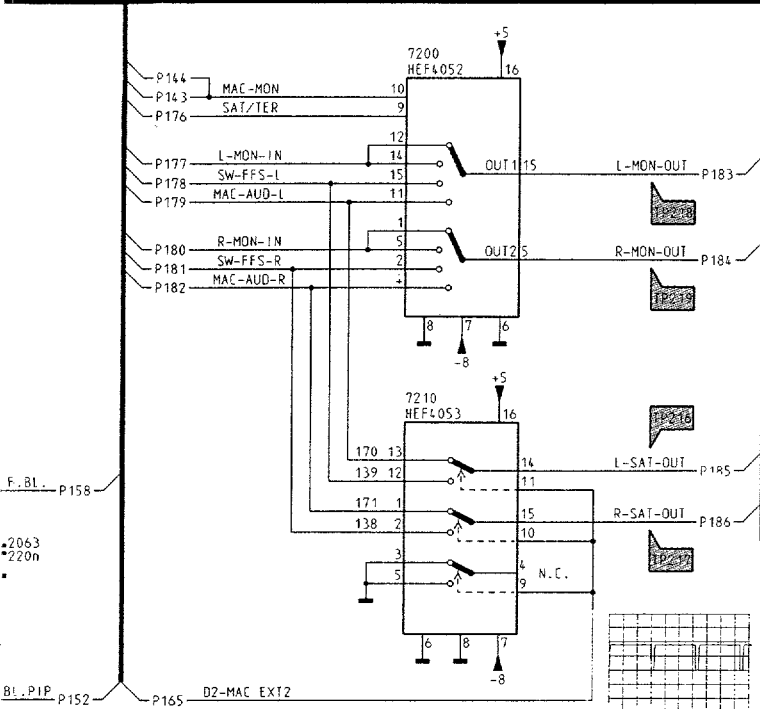 +5
7200
HEF4052
16
P144
P143 MAC-MON 10
P176 SAT/TER 9
12
P177 L-MON-IN 14
P178 SW-FFS-L 15
P179 MAC-AUD-L 11
OUT1 15 L-MON-OUT P183
TP218
1
P180 R-MON-IN 5
P181 SW-FFS-R 2
P182 MAC-AUD-R 4
OUT2 5 R-MON-OUT P184
TP219
8 7 6
-8
+5
7210
HEF4053
16
TP216
170 13
139 12
14 L-SAT-OUT P185
11
171 1
138 2
15 R-SAT-OUT P186
10
TP217
3
5
4
9 N.C.
6 8 7
-8
F.BL. P158
2063
220n
BL.PIP P152
P165 D2-MAC EXT2